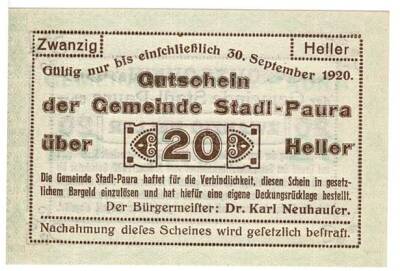 Zwanzig Heller
Gültig nur bis einschließlich 30. September 1920.
Gutschein
der Gemeinde Stadl-Paura
über 20 Heller
Die Gemeinde Stadl-Paura haftet für die Verbindlichkeit, diesen Schein in gesetz-
lichem Bargeld einzulösen und hat hiefür eine eigene Deckungsrücklage bestellt.
Der Bürgermeister: Dr. Karl Neuhauser.
Nachahmung dieses Scheines wird gesetzlich bestraft.